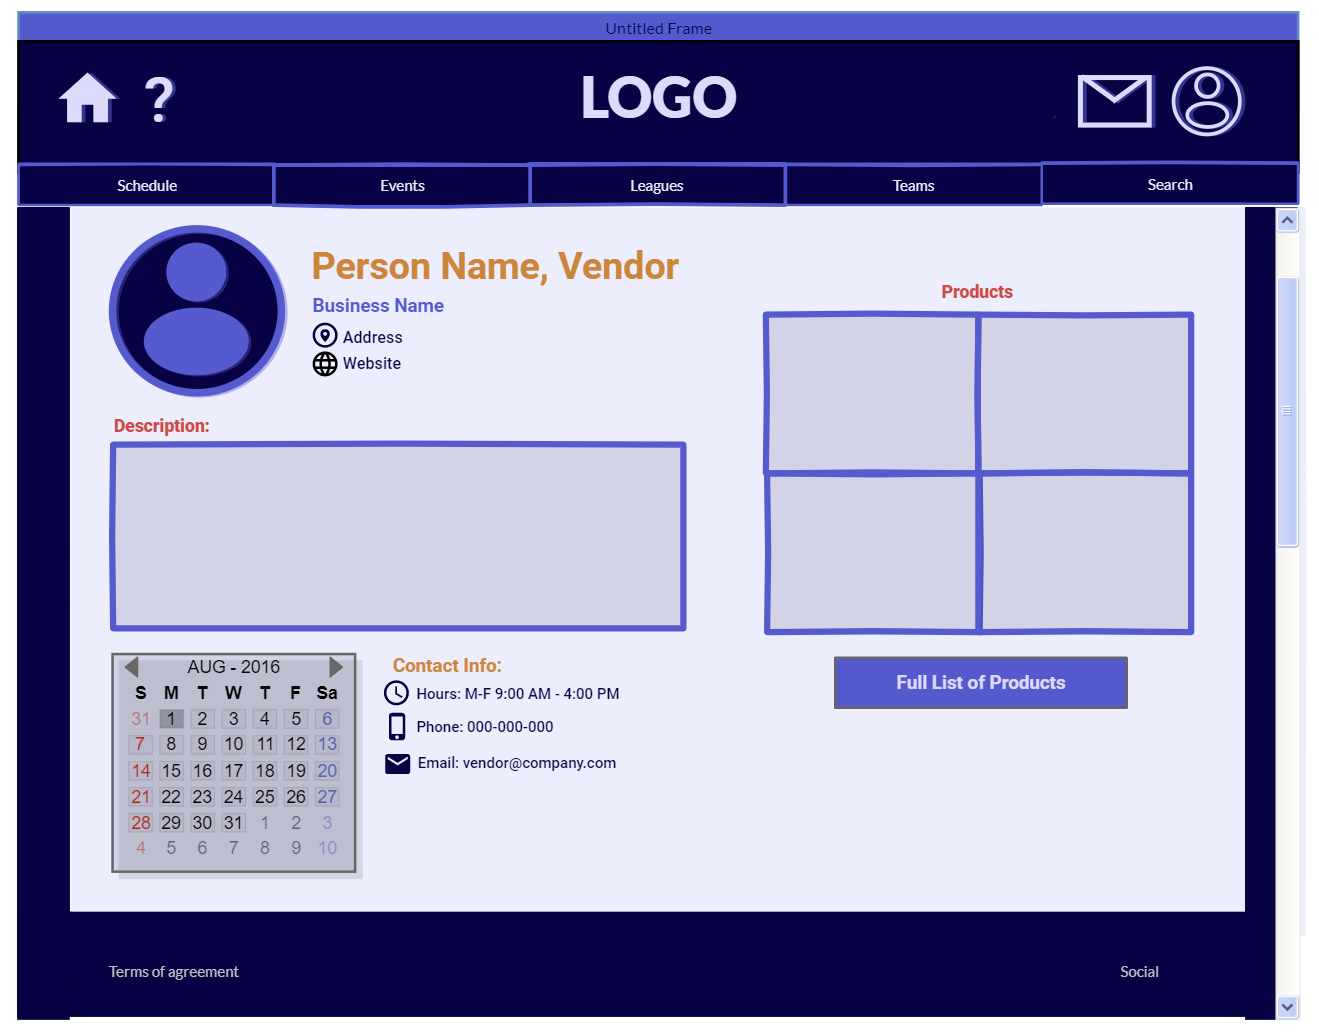 Untitled Frame
?
LOGO
Schedule
Events
Leagues
Teams
Search
Person Name, Vendor
Business Name
Address
Website
Products
Description:
AUG - 2016
S M T W T F Sa
31 1 2 3 4 5 6
7 8 9 10 11 12 13
14 15 16 17 18 19 20
21 22 23 24 25 26 27
28 29 30 31 1 2 3
4 5 6 7 8 9 10
Contact Info:
Hours: M-F 9:00 AM - 4:00 PM
Phone: 000-000-000
Email: vendor@company.com
Full List of Products
Terms of agreement
Social